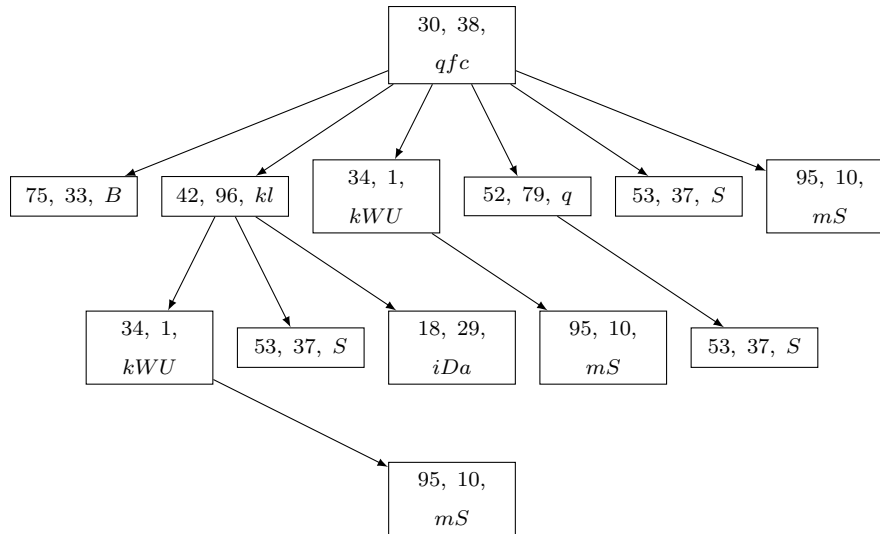 30, 38,
qfc
75, 33, B
42, 96, kl
34, 1,
kWU
52, 79, q
53, 37, S
95, 10,
mS
34, 1,
kWU
53, 37, S
18, 29,
iDa
95, 10,
mS
53, 37, S
95, 10,
mS